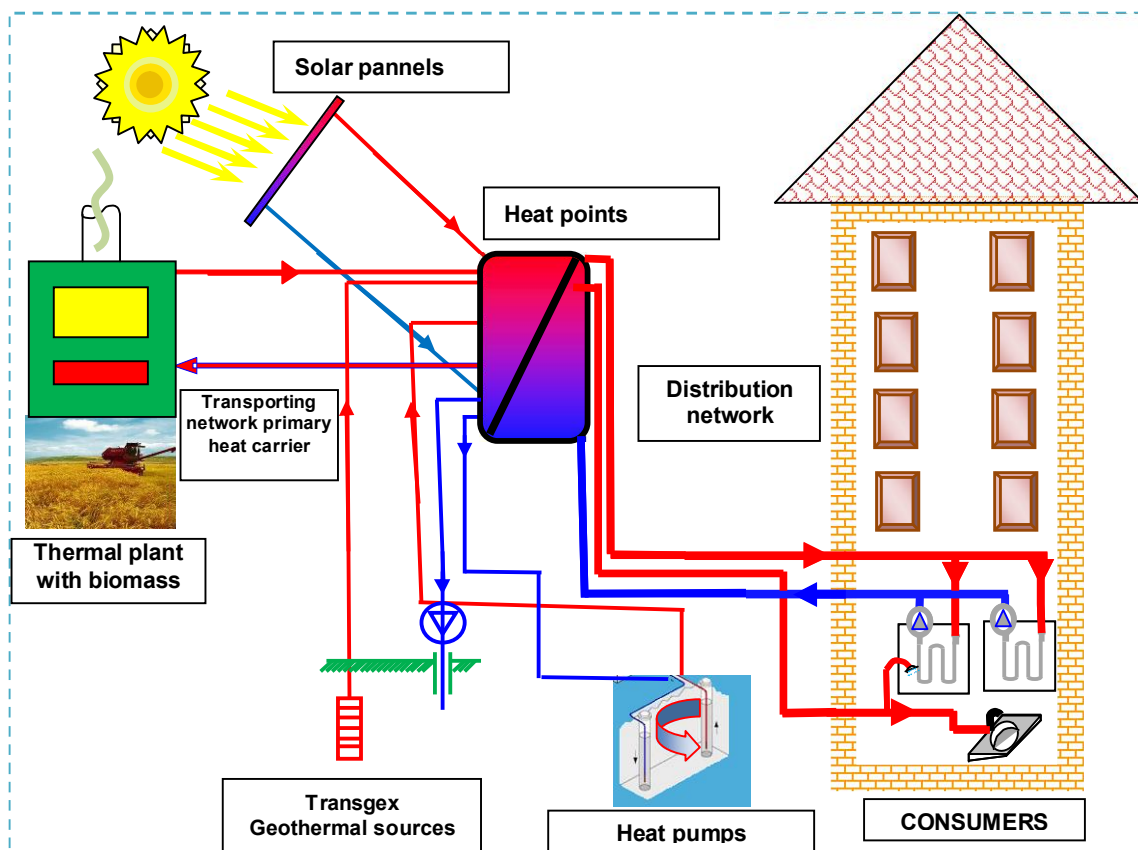 Solar pannels
Heat points
Transporting
network primary
heat carrier
Distribution
network
Thermal plant
with biomass
Transgex
Geothermal sources
Heat pumps
CONSUMERS